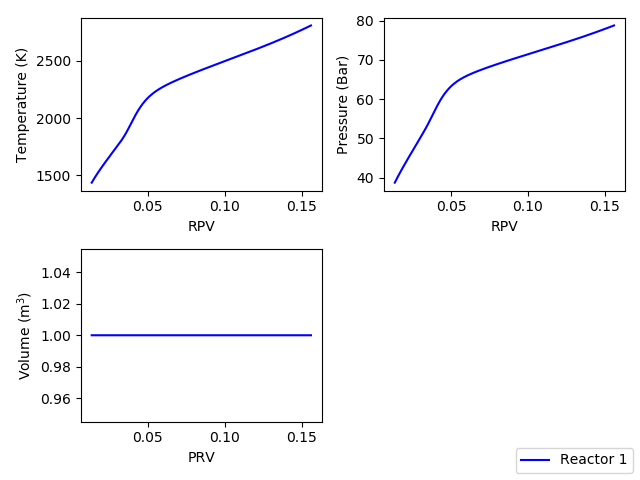 Temperature (K)
2500
2000
1500
0.05 0.10 0.15
RPV
Pressure (Bar)
80
70
60
50
40
0.05 0.10 0.15
RPV
Volume (m³)
1.04
1.02
1.00
0.98
0.96
0.05 0.10 0.15
PRV
Reactor 1